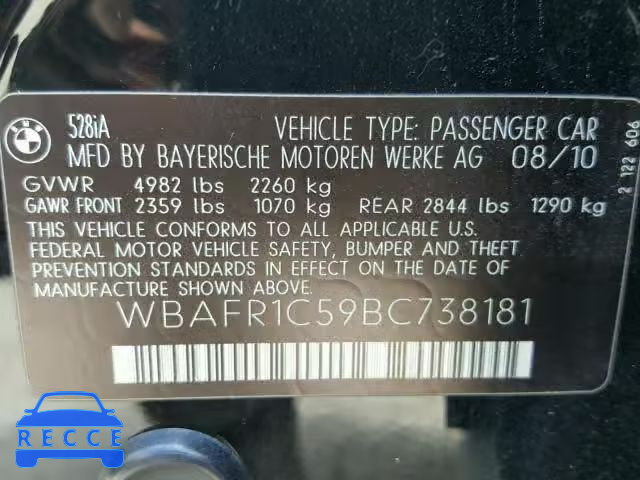 BMW
528iA VEHICLE TYPE: PASSENGER CAR
MFD BY BAYERISCHE MOTOREN WERKE AG 08/10
GVWR 4982 lbs 2260 kg
GAWR FRONT 2359 lbs 1070 kg REAR 2844 lbs 1290 kg
THIS VEHICLE CONFORMS TO ALL APPLICABLE U.S.
FEDERAL MOTOR VEHICLE SAFETY, BUMPER AND THEFT
PREVENTION STANDARDS IN EFFECT ON THE DATE OF
MANUFACTURE SHOWN ABOVE.
WBAFR1C59BC738181
2 122 606
RECCE